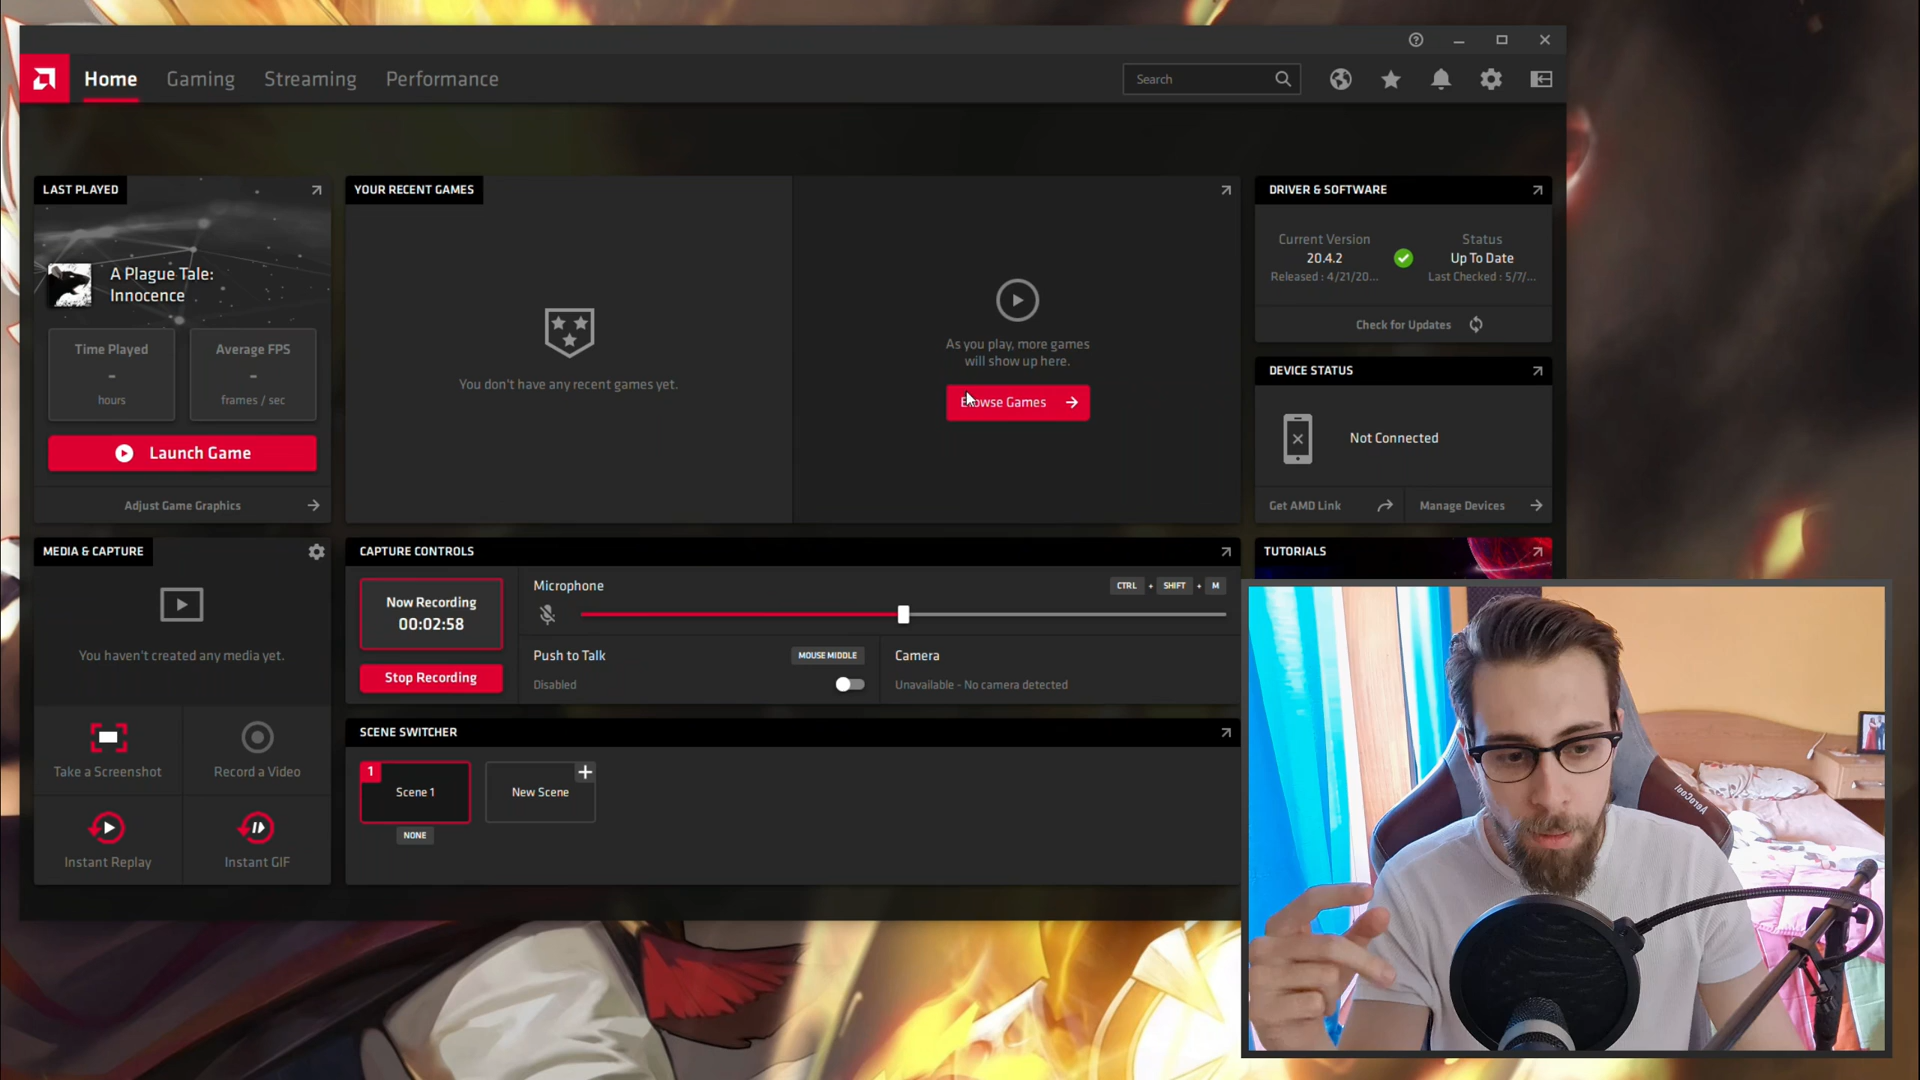 Home
Gaming
Streaming
Performance
Search
LAST PLAYED
A Plague Tale:
Innocence
Time Played
-
hours
Average FPS
-
frames / sec
Launch Game
Adjust Game Graphics
YOUR RECENT GAMES
You don't have any recent games yet.
As you play, more games
will show up here.
Browse Games
DRIVER & SOFTWARE
Current Version
20.4.2
Released : 4/21/20...
Status
Up To Date
Last Checked : 5/7/...
Check for Updates
DEVICE STATUS
Not Connected
Get AMD Link
Manage Devices
MEDIA & CAPTURE
You haven't created any media yet.
Take a Screenshot
Record a Video
Instant Replay
Instant GIF
CAPTURE CONTROLS
Now Recording
00:02:58
Stop Recording
Microphone
CTRL + SHIFT + M
Push to Talk
MOUSE MIDDLE
Disabled
Camera
Unavailable - No camera detected
SCENE SWITCHER
1
Scene 1
NONE
New Scene
TUTORIALS
AeroCool